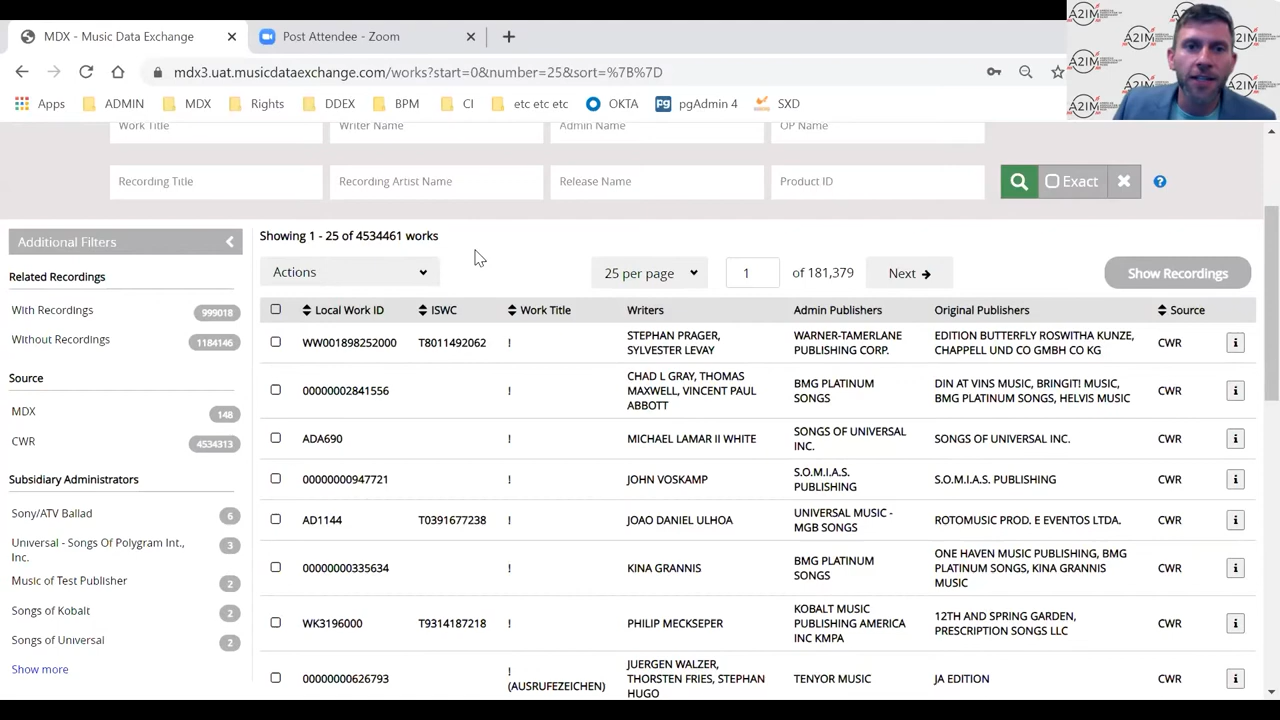 MDX - Music Data Exchange
Post Attendee - Zoom
mdx3.uat.musicdataexchange.com/works?start=0&number=25&sort=%7B%7D
Apps ADMIN MDX Rights DDEX BPM CI etc etc etc OKTA pgAdmin 4 SXD
A2IM
A2IM
A2IM
A2IM
A2IM
Work Title Writer Name Admin Name OP Name
Recording Title Recording Artist Name Release Name Product ID Exact
Additional Filters
Related Recordings
With Recordings 999018
Without Recordings 1184146
Source
MDX 148
CWR 4534313
Subsidiary Administrators
Sony/ATV Ballad 6
Universal - Songs Of Polygram Int., 3
Inc.
Music of Test Publisher 2
Songs of Kobalt 2
Songs of Universal 2
Show more
Showing 1 - 25 of 4534461 works
Actions 25 per page 1 of 181,379 Next Show Recordings
Local Work ID ISWC Work Title Writers Admin Publishers Original Publishers Source
WW001898252000 T8011492062 ! STEPHAN PRAGER, WARNER-TAMERLANE EDITION BUTTERFLY ROSWITHA KUNZE, CWR i
SYLVESTER LEVAY PUBLISHING CORP. CHAPPELL UND CO GMBH CO KG
CHAD L GRAY, THOMAS
00000002841556 ! MAXWELL, VINCENT PAUL BMG PLATINUM DIN AT VINS MUSIC, BRINGIT! MUSIC, CWR i
ABBOTT SONGS BMG PLATINUM SONGS, HELVIS MUSIC
ADA690 ! MICHAEL LAMAR II WHITE SONGS OF UNIVERSAL SONGS OF UNIVERSAL INC. CWR i
INC.
00000000947721 ! JOHN VOSKAMP S.O.M.I.A.S. S.O.M.I.A.S. PUBLISHING CWR i
PUBLISHING
AD1144 T0391677238 ! JOAO DANIEL ULHOA UNIVERSAL MUSIC - ROTOMUSIC PROD. E EVENTOS LTDA. CWR i
MGB SONGS
ONE HAVEN MUSIC PUBLISHING, BMG
00000000335634 ! KINA GRANNIS BMG PLATINUM PLATINUM SONGS, KINA GRANNIS CWR i
SONGS MUSIC
KOBALT MUSIC
WK3196000 T9314187218 ! PHILIP MECKSEPER PUBLISHING AMERICA 12TH AND SPRING GARDEN, CWR i
INC KMPA PRESCRIPTION SONGS LLC
JUERGEN WALZER,
00000000626793 ! THORSTEN FRIES, STEPHAN TENYOR MUSIC JA EDITION CWR i
(AUSRUFEZEICHEN) HUGO